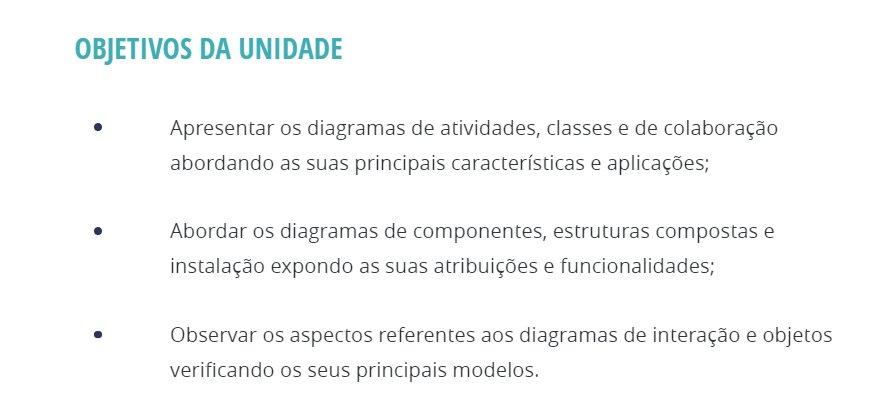 OBJETIVOS DA UNIDADE
• Apresentar os diagramas de atividades, classes e de colaboração
abordando as suas principais características e aplicações;
• Abordar os diagramas de componentes, estruturas compostas e
instalação expondo as suas atribuições e funcionalidades;
• Observar os aspectos referentes aos diagramas de interação e objetos
verificando os seus principais modelos.